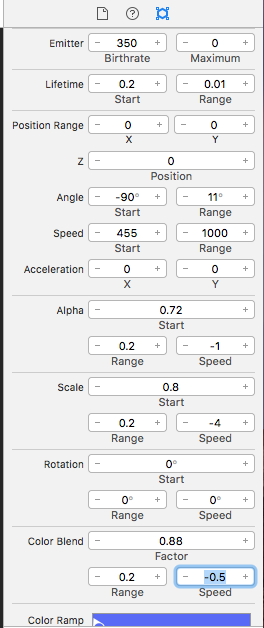 Emitter - 350 + - 0 +
Birthrate Maximum
Lifetime - 0.2 + - 0.01 +
Start Range
Position Range - 0 + - 0 +
X Y
Z - 0 +
Position
Angle - -90° + - 11° +
Start Range
Speed - 455 + - 1000 +
Start Range
Acceleration - 0 + - 0 +
X Y
Alpha - 0.72 +
Start
- 0.2 + - -1 +
Range Speed
Scale - 0.8 +
Start
- 0.2 + - -4 +
Range Speed
Rotation - 0° +
Start
- 0° + - 0° +
Range Speed
Color Blend - 0.88 +
Factor
- 0.2 + - -0.5 +
Range Speed
Color Ramp